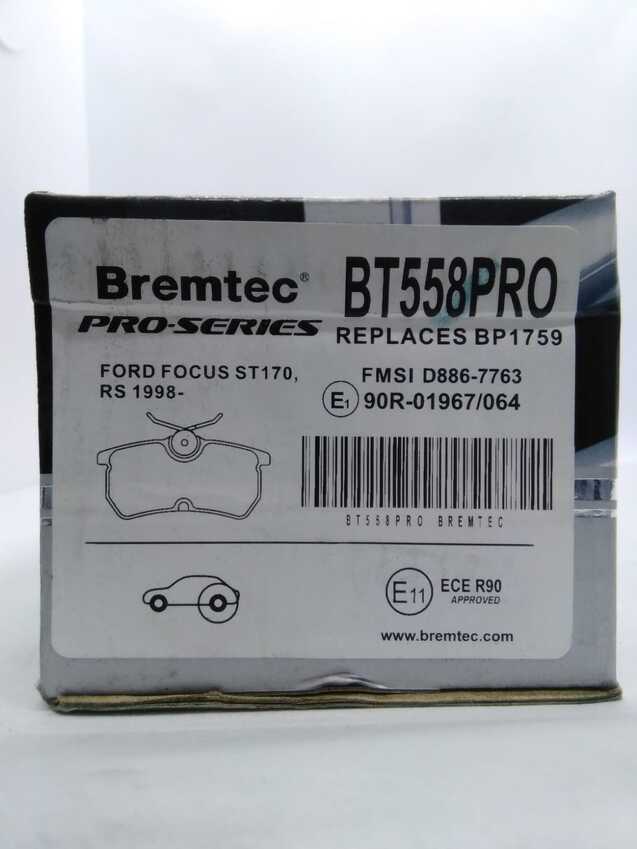 Bremtec®
PRO-SERIES
BT558PRO
REPLACES BP1759
FORD FOCUS ST170,
RS 1998-
FMSI D886-7763
E1 90R-01967/064
BT558PRO BREMTEC
E11 ECE R90
APPROVED
www.bremtec.com